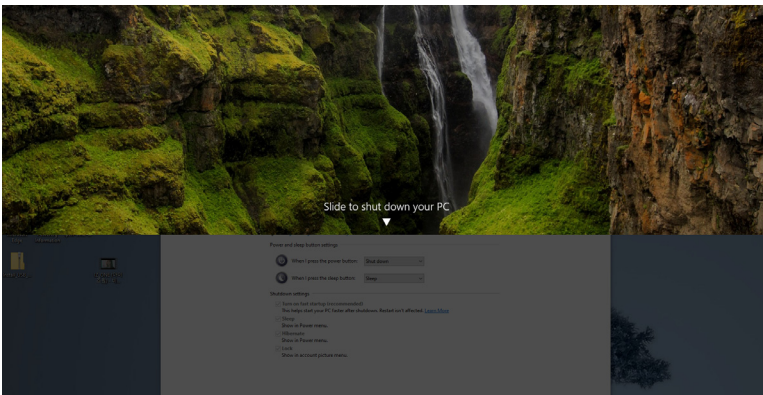 Slide to shut down your PC
Power and sleep button settings
When I press the power button: Shut down
When I press the sleep button: Sleep
Shutdown settings
Turn on fast startup (recommended)
This helps start your PC faster after shutdown. Restart isn't affected. Learn More
Sleep
Show in Power menu.
Hibernate
Show in Power menu.
Lock
Show in account picture menu.